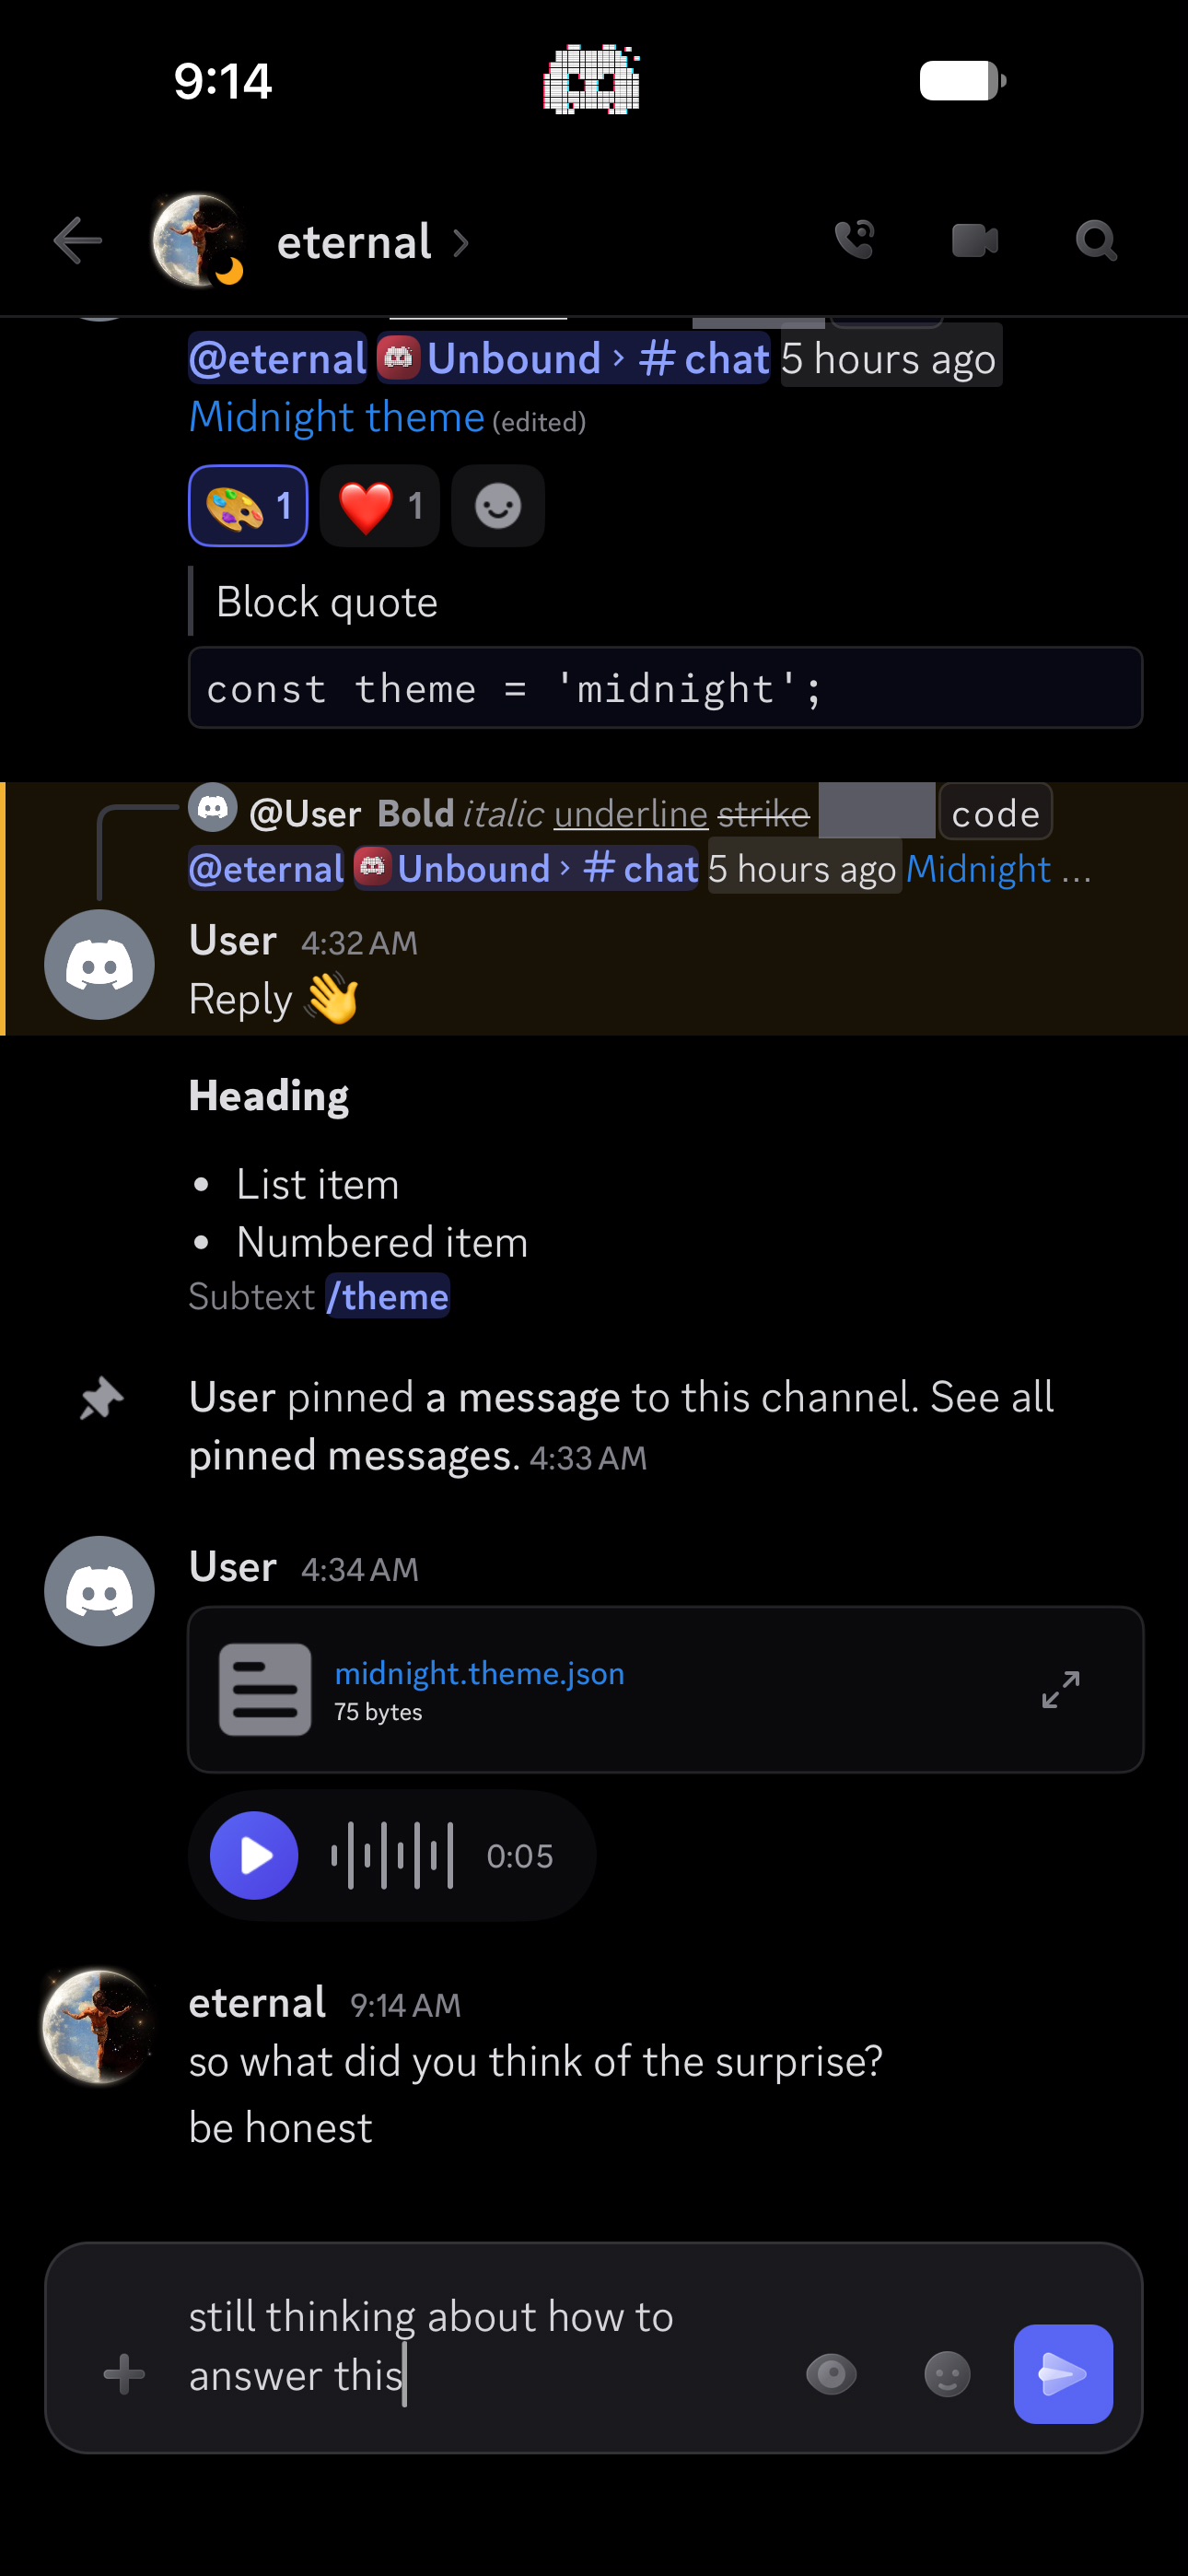 9:14
eternal
@eternal Unbound › # chat 5 hours ago
Midnight theme (edited)
1 1
Block quote
const theme = 'midnight';
@User Bold italic underline strike code
@eternal Unbound › # chat 5 hours ago Midnight ...
User 4:32 AM
Reply 👋
Heading
• List item
• Numbered item
Subtext /theme
User pinned a message to this channel. See all
pinned messages. 4:33 AM
User 4:34 AM
midnight.theme.json
75 bytes
0:05
eternal 9:14 AM
so what did you think of the surprise?
be honest
still thinking about how to
answer this